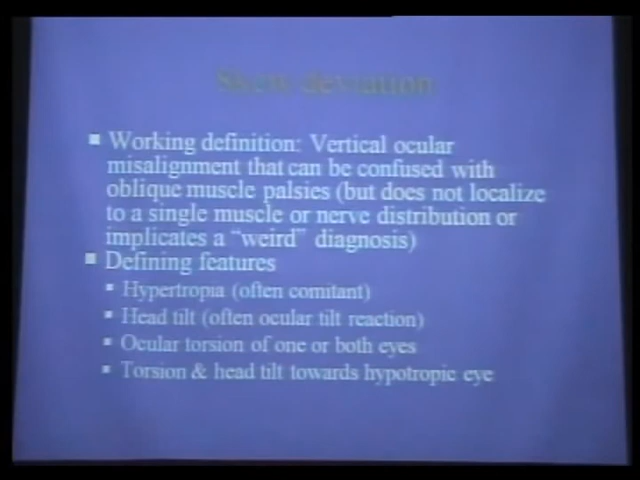 Skew deviation
Working definition: Vertical ocular
misalignment that can be confused with
oblique muscle palsies (but does not localize
to a single muscle or nerve distribution or
implicates a "weird" diagnosis)
Defining features
Hypertropia (often comitant)
Head tilt (often ocular tilt reaction)
Ocular torsion of one or both eyes
Torsion & head tilt towards hypotropic eye